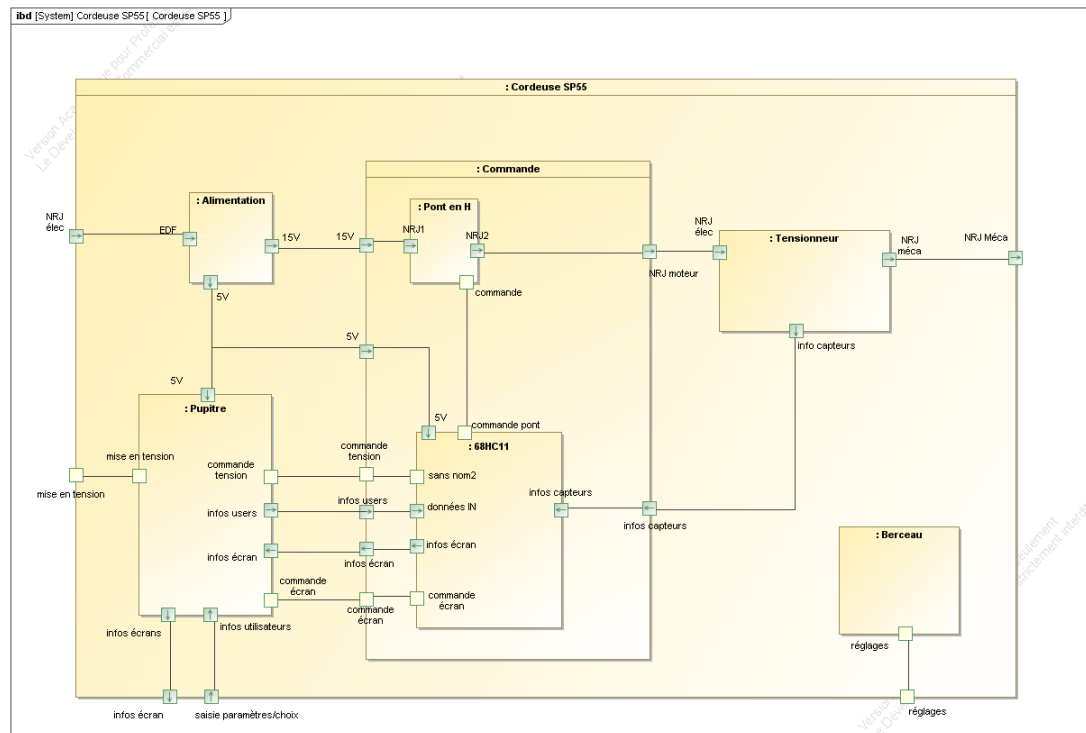 ibd [System] Cordeuse SP55 [ Cordeuse SP55 ]
: Cordeuse SP55
: Commande
: Alimentation
: Pont en H
NRJ
élec
EDF
15V
15V
NRJ1
NRJ2
NRJ
élec
: Tensionneur
NRJ
méca
NRJ Méca
NRJ moteur
5V
commande
5V
info capteurs
5V
: Pupitre
5V
commande pont
: 68HC11
mise en tension
mise en tension
commande
tension
commande
tension
sans nom2
infos users
infos users
données IN
infos capteurs
infos capteurs
infos écran
infos écran
infos écran
: Berceau
commande
écran
commande
écran
commande
écran
infos écrans
infos utilisateurs
réglages
infos écran
saisie paramètres/choix
réglages